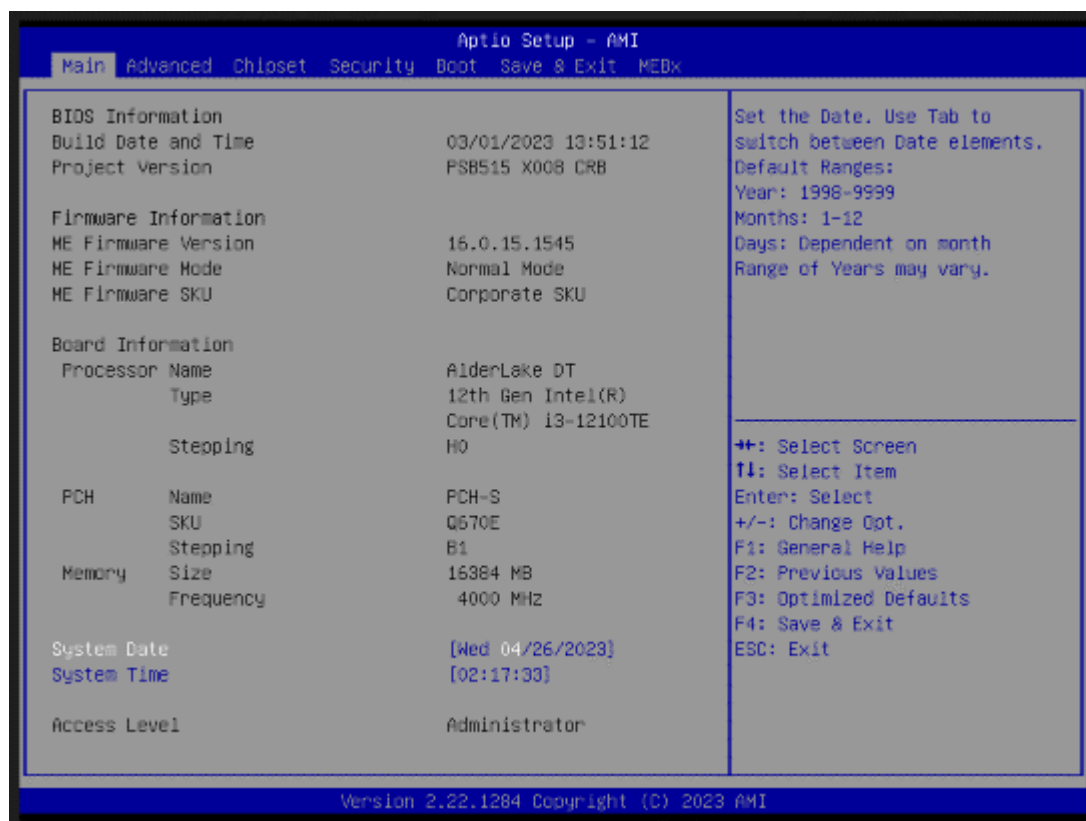 Aptio Setup - AMI
Main Advanced Chipset Security Boot Save & Exit MEBx
BIOS Information
Build Date and Time 03/01/2023 13:51:12
Project Version PSB515 X008 CRB
Firmware Information
ME Firmware Version 16.0.15.1545
ME Firmware Mode Normal Mode
ME Firmware SKU Corporate SKU
Board Information
Processor Name AlderLake DT
Type 12th Gen Intel(R)
Core(TM) i3-12100TE
Stepping H0
PCH Name PCH-S
SKU Q670E
Stepping B1
Memory Size 16384 MB
Frequency 4000 MHz
System Date [Wed 04/26/2023]
System Time [02:17:33]
Access Level Administrator
Set the Date. Use Tab to
switch between Date elements.
Default Ranges:
Year: 1998-9999
Months: 1-12
Days: Dependent on month
Range of Years may vary.
→←: Select Screen
↑↓: Select Item
Enter: Select
+/-: Change Opt.
F1: General Help
F2: Previous Values
F3: Optimized Defaults
F4: Save & Exit
ESC: Exit
Version 2.22.1284 Copyright (C) 2023 AMI